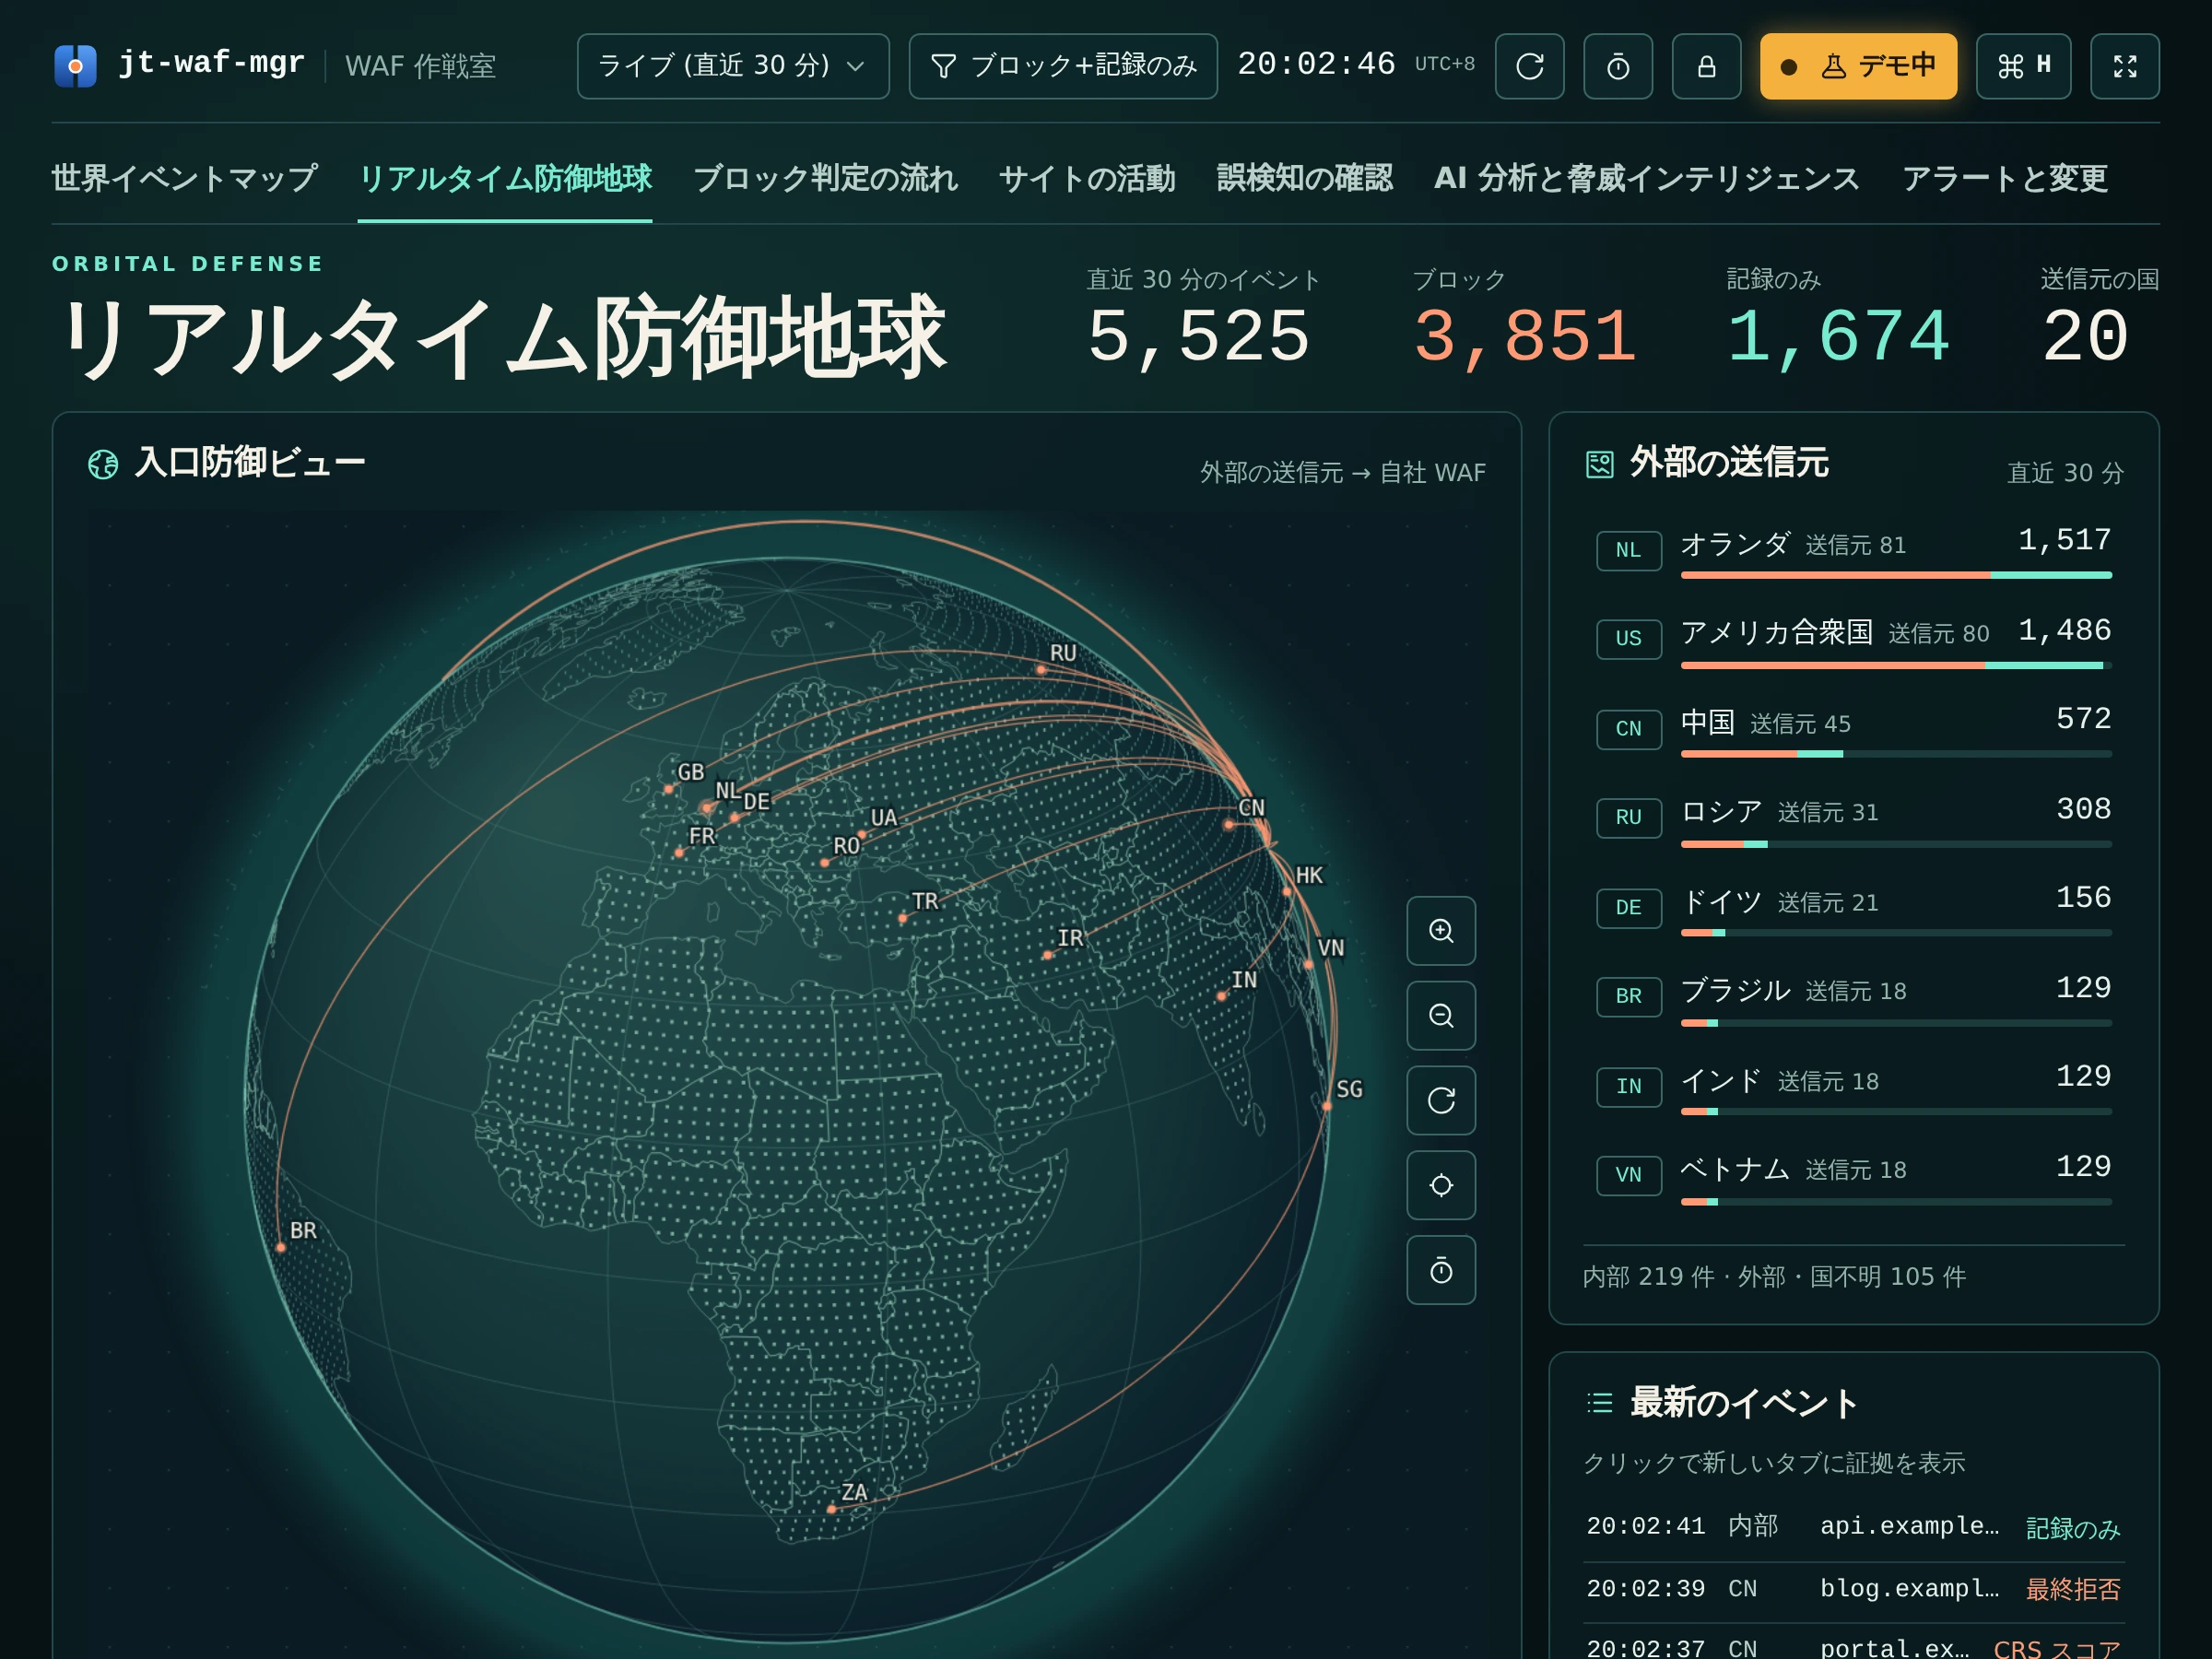 jt-waf-mgr WAF 作戦室 ライブ (直近 30 分) ブロック+記録のみ 20:02:46 UTC+8 デモ中 ⌘ H
世界イベントマップ リアルタイム防御地球 ブロック判定の流れ サイトの活動 誤検知の確認 AI 分析と脅威インテリジェンス アラートと変更
ORBITAL DEFENSE
リアルタイム防御地球
直近 30 分のイベント ブロック 記録のみ 送信元の国
5,525 3,851 1,674 20
入口防御ビュー 外部の送信元 → 自社 WAF
RU
GB
NL
DE
CN
UA
FR
RO
HK
TR
IR
VN
IN
SG
BR
ZA
外部の送信元 直近 30 分
NL オランダ 送信元 81 1,517
US アメリカ合衆国 送信元 80 1,486
CN 中国 送信元 45 572
RU ロシア 送信元 31 308
DE ドイツ 送信元 21 156
BR ブラジル 送信元 18 129
IN インド 送信元 18 129
VN ベトナム 送信元 18 129
内部 219 件 · 外部・国不明 105 件
最新のイベント
クリックで新しいタブに証拠を表示
20:02:41 内部 api.example… 記録のみ
20:02:39 CN blog.exampl… 最終拒否
20:02:37 CN portal.ex… CRS スコア